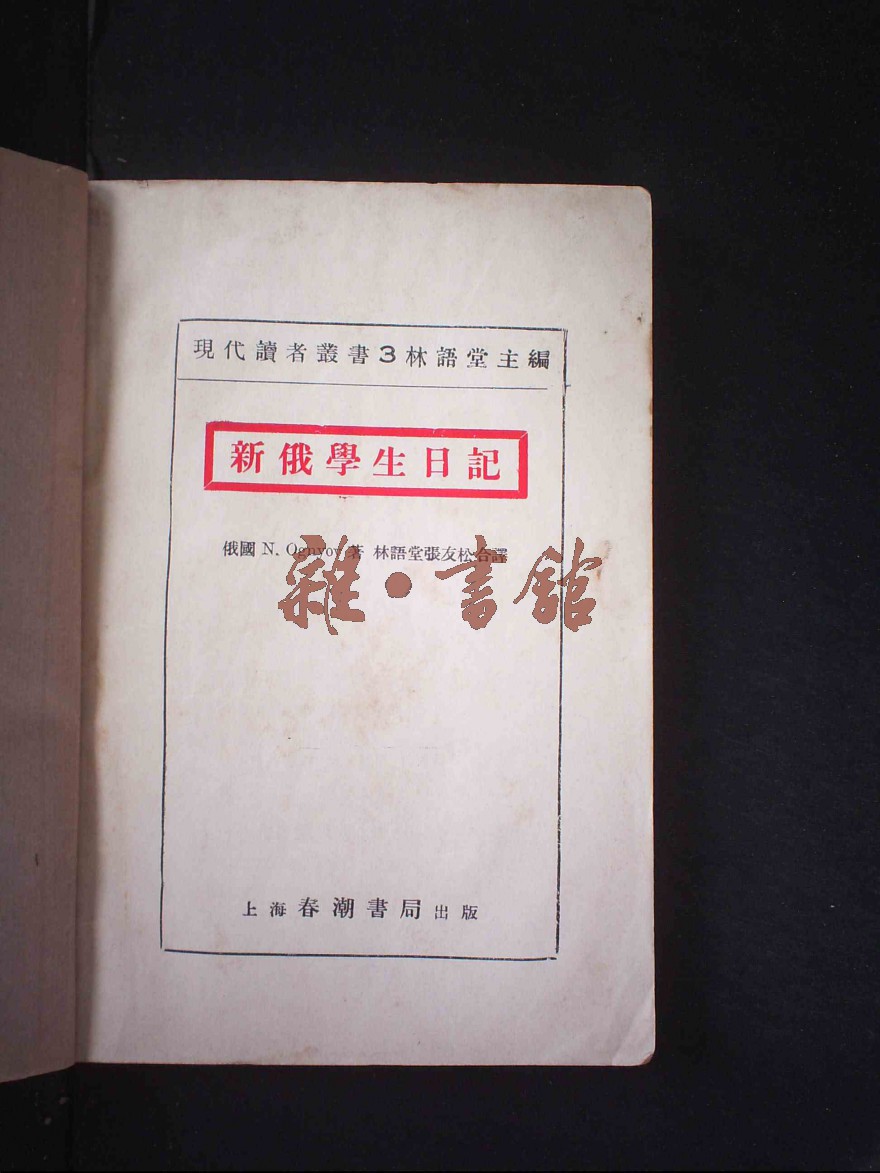 現代讀者叢書3林語堂主編
新俄學生日記
俄國 N. Ognyov 著 林語堂張友松合譯
雜·書館
上海春潮書局出版